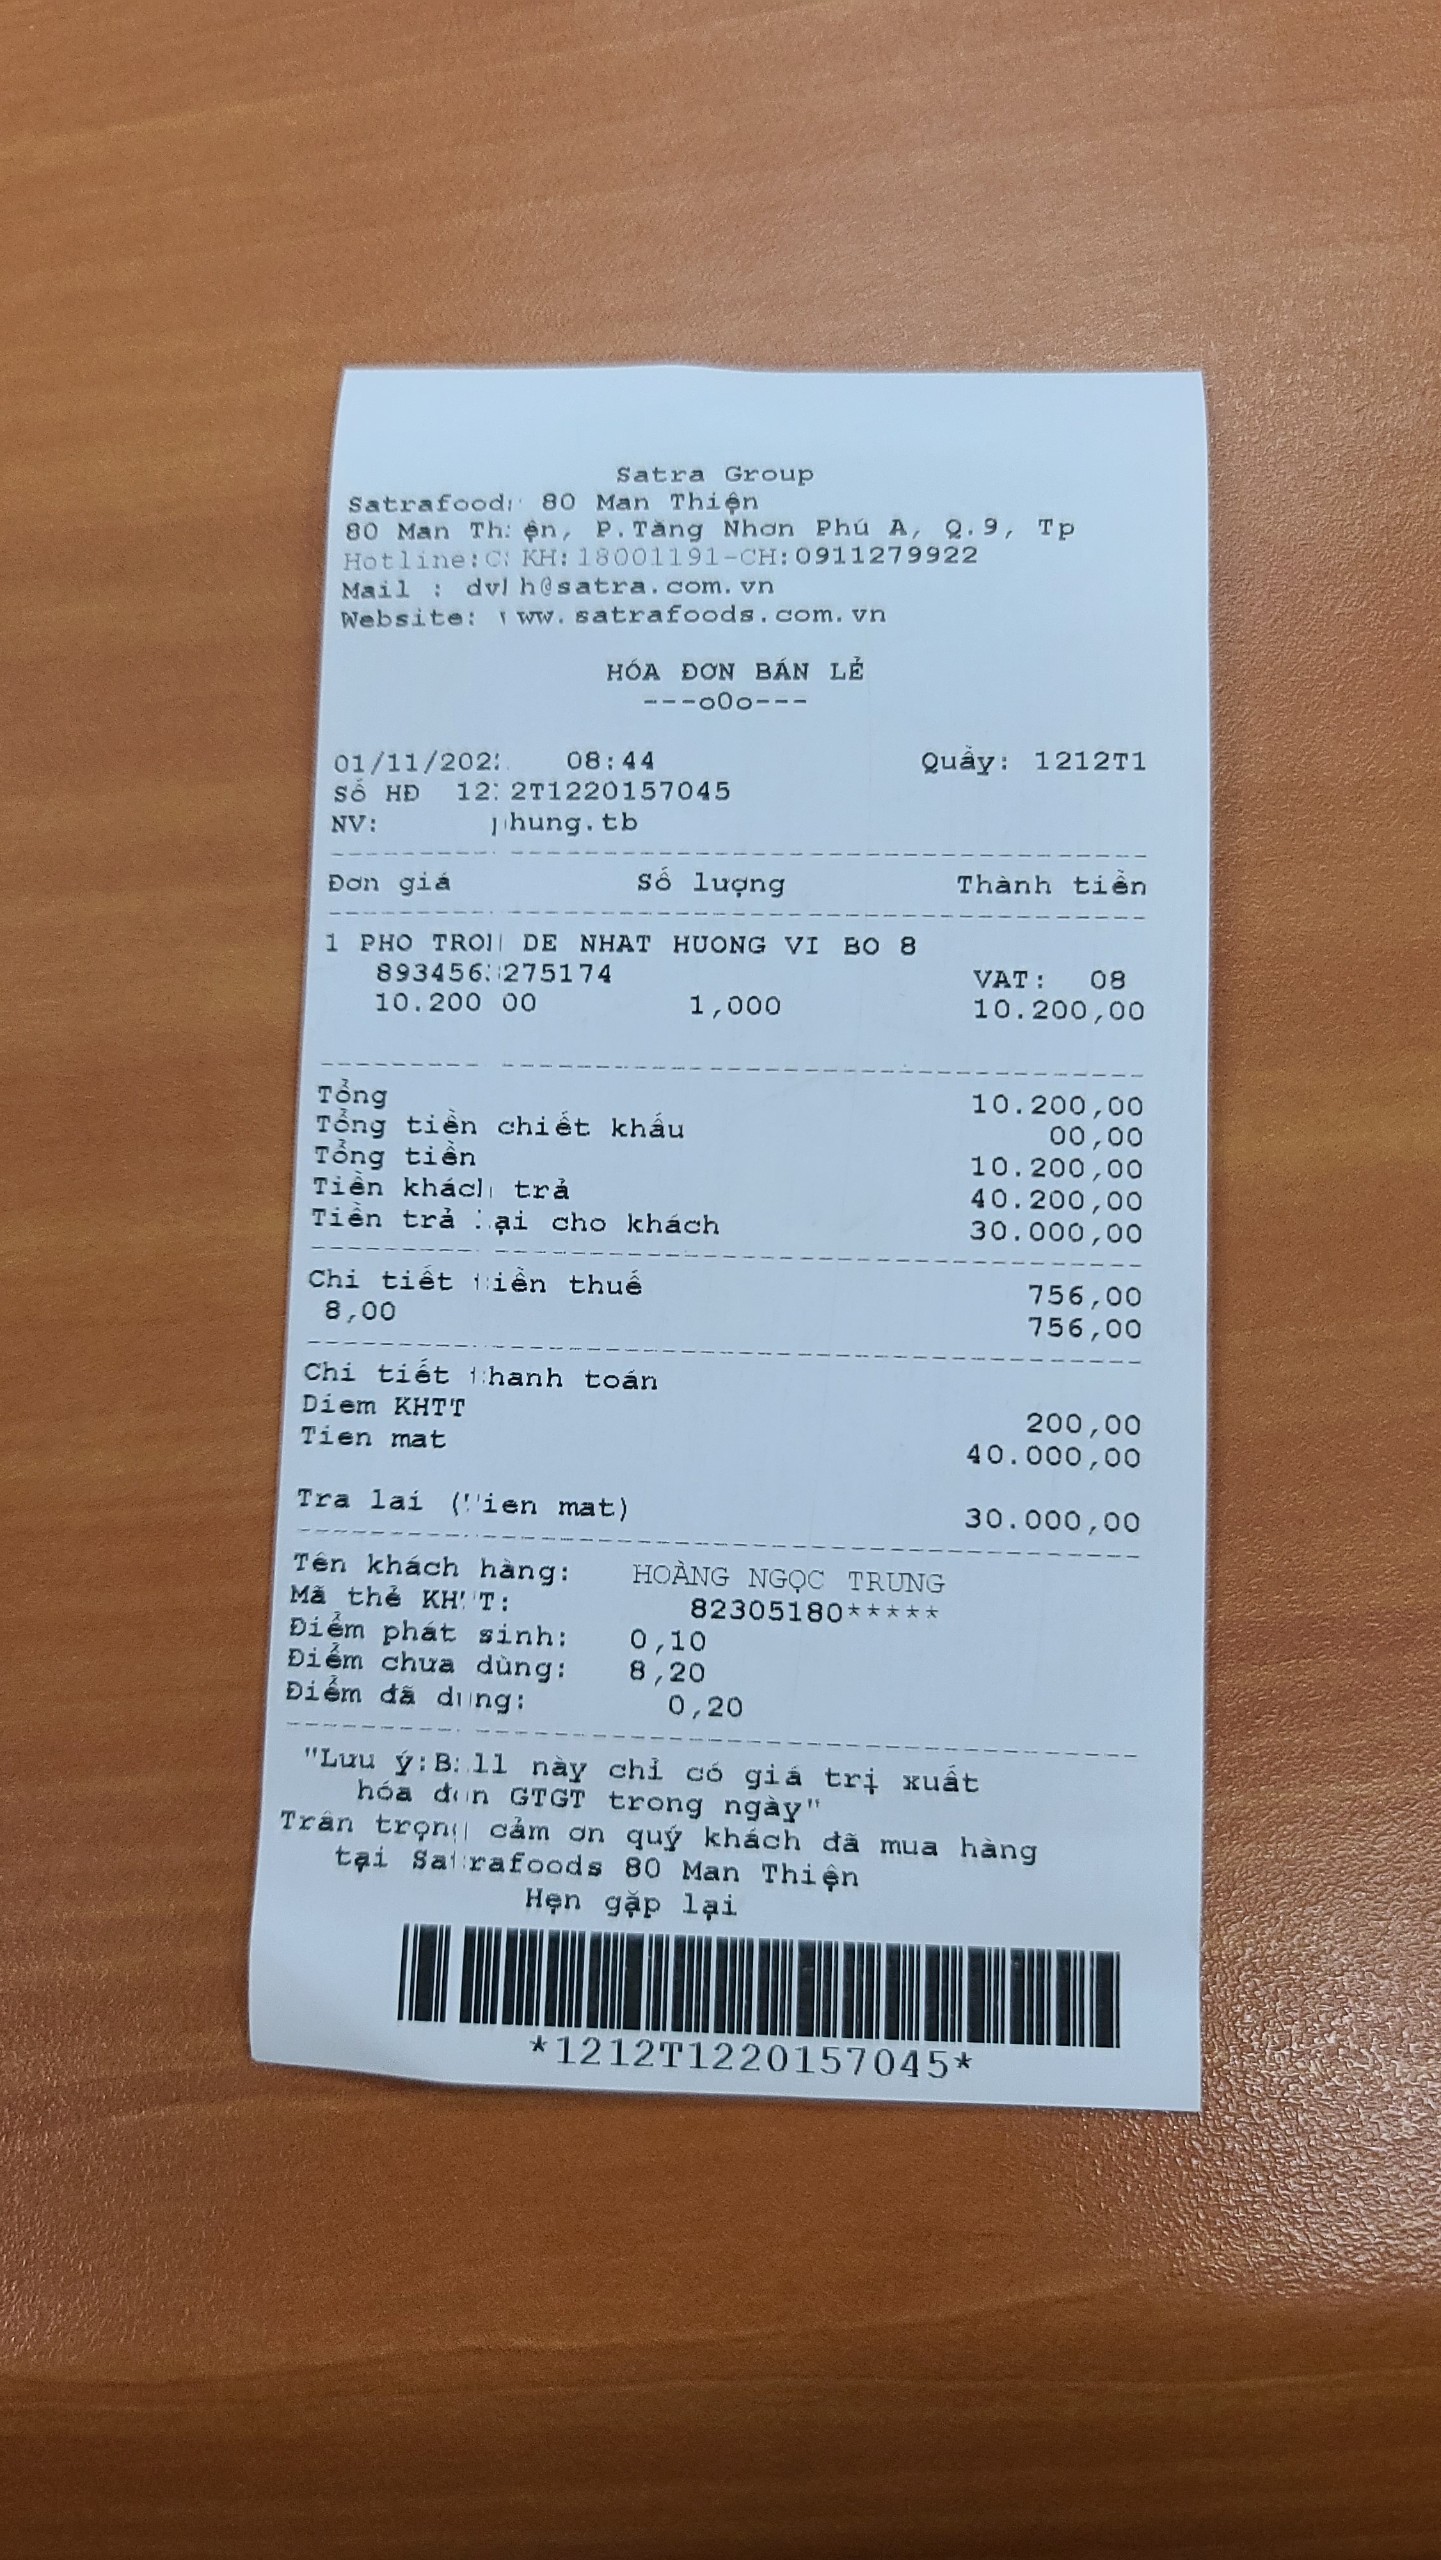 Satra Group
Satrafoods 80 Man Thiện
80 Man Thiện, P.Tăng Nhơn Phú A, Q.9, Tp
Hotline:CSKH:18001191-CH:0911279922
Mail : dvkh@satra.com.vn
Website: www.satrafoods.com.vn
HÓA ĐƠN BÁN LẺ
---o0o---
01/11/2022 08:44 Quầy: 1212T1
Số HĐ 1212T1220157045
NV: phung.tb
Đơn giá Số lượng Thành tiền
1 PHO TRON DE NHAT HUONG VI BO 8
8934563275174 VAT: 08
10.200,00 1,000 10.200,00
Tổng 10.200,00
Tổng tiền chiết khấu 00,00
Tổng tiền 10.200,00
Tiền khách trả 40.200,00
Tiền trả lại cho khách 30.000,00
Chi tiết tiền thuế 756,00
8,00 756,00
Chi tiết thanh toán
Diem KHTT 200,00
Tien mat 40.000,00
Tra lai (Tien mat) 30.000,00
Tên khách hàng: HOÀNG NGỌC TRUNG
Mã thẻ KHTT: 82305180*****
Điểm phát sinh: 0,10
Điểm chưa dùng: 8,20
Điểm đã dùng: 0,20
"Lưu ý:Bill này chỉ có giá trị xuất
hóa đơn GTGT trong ngày"
Trân trọng cảm ơn quý khách đã mua hàng
tại Satrafoods 80 Man Thiện
Hẹn gặp lại
*1212T1220157045*